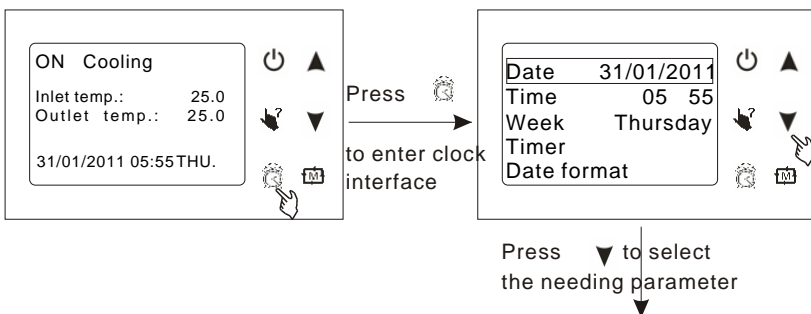 ON Cooling
Inlet temp.: 25.0
Outlet temp.: 25.0
31/01/2011 05:55THU.
M
Press
to enter clock
interface
Date 31/01/2011
Time 05 55
Week Thursday
Timer
Date format
M
Press to select
the needing parameter